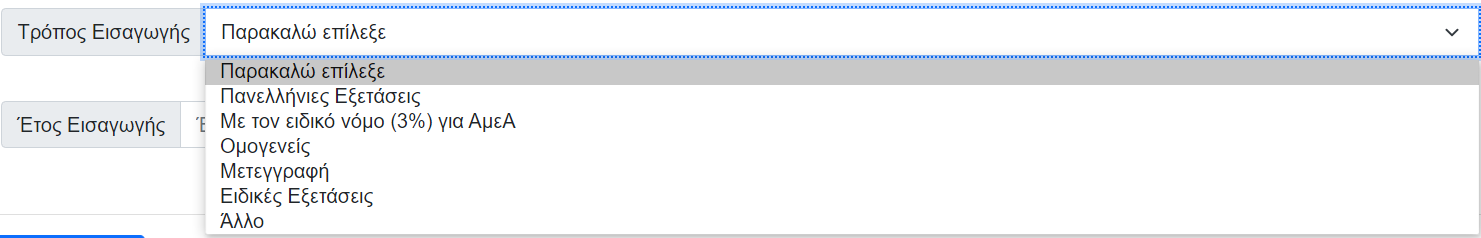 Τρόπος Εισαγωγής Παρακαλώ επίλεξε
Παρακαλώ επίλεξε
Πανελλήνιες Εξετάσεις
Έτος Εισαγωγής
Με τον ειδικό νόμο (3%) για ΑμεΑ
Ομογενείς
Μετεγγραφή
Ειδικές Εξετάσεις
Άλλο